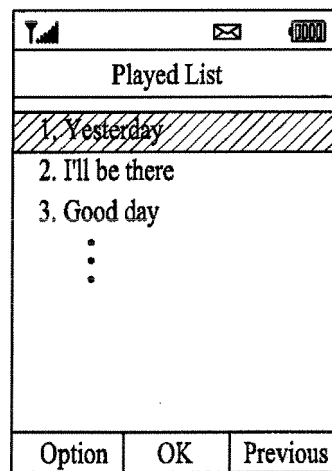 Played List
1. Yesterday
2. I'll be there
3. Good day
Option OK Previous